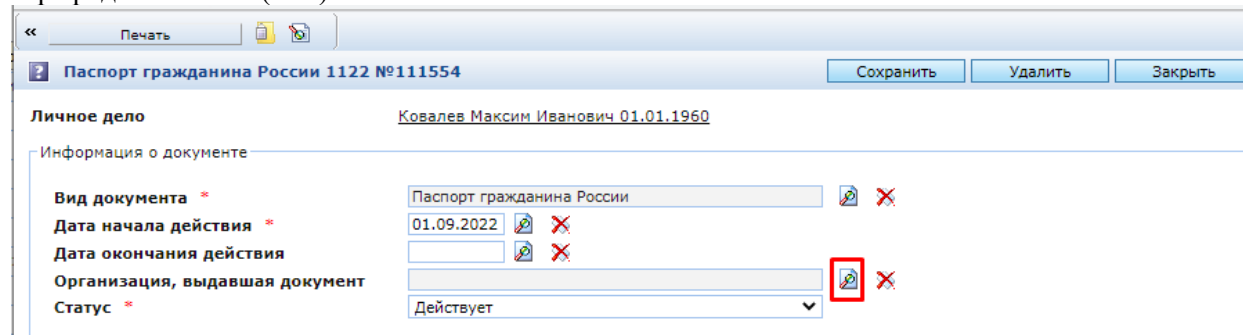 « Печать
? Паспорт гражданина России 1122 №111554 Сохранить Удалить Закрыть
Личное дело Ковалев Максим Иванович 01.01.1960
Информация о документе
Вид документа * Паспорт гражданина России
Дата начала действия * 01.09.2022
Дата окончания действия
Организация, выдавшая документ
Статус * Действует